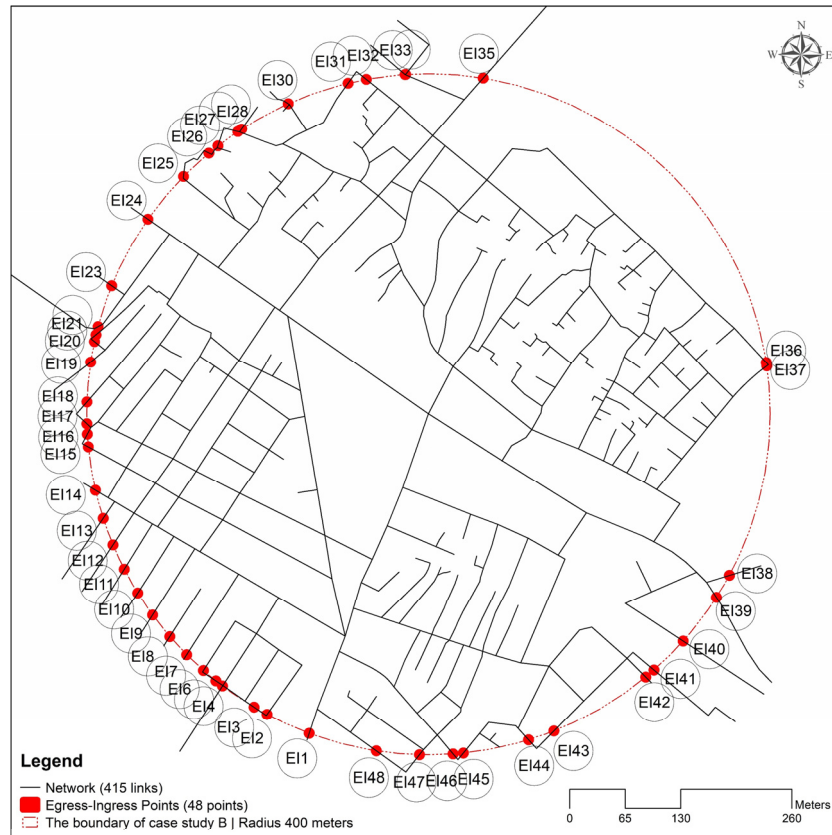 N
W E
S
EI1
EI2
EI3
EI4
EI6
EI7
EI8
EI9
EI10
EI11
EI12
EI13
EI14
EI15
EI16
EI17
EI18
EI19
EI20
EI21
EI23
EI24
EI25
EI26
EI27
EI28
EI30
EI31
EI32
EI33
EI35
EI36
EI37
EI38
EI39
EI40
EI41
EI42
EI43
EI44
EI45
EI46
EI47
EI48
Legend
Network (415 links)
Egress-Ingress Points (48 points)
The boundary of case study B | Radius 400 meters
Meters
0 65 130 260